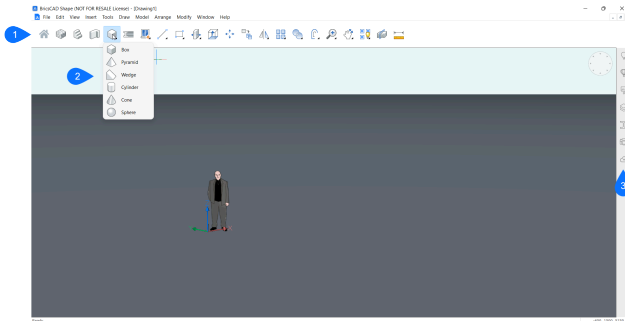 BricsCAD Shape (NOT FOR RESALE License) - [Drawing1]
File Edit View Insert Tools Draw Model Arrange Modify Window Help
1
Box
Pyramid
2
Wedge
Cylinder
Cone
Sphere
3